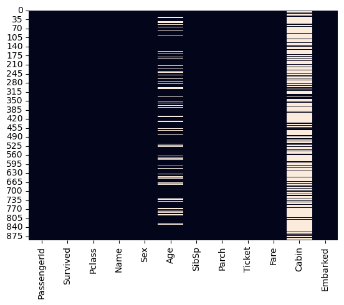 0
35
70
105
140
175
210
245
280
315
350
385
420
455
490
525
560
595
630
665
700
735
770
805
840
875
PassengerId
Survived
Pclass
Name
Sex
Age
SibSp
Parch
Ticket
Fare
Cabin
Embarked